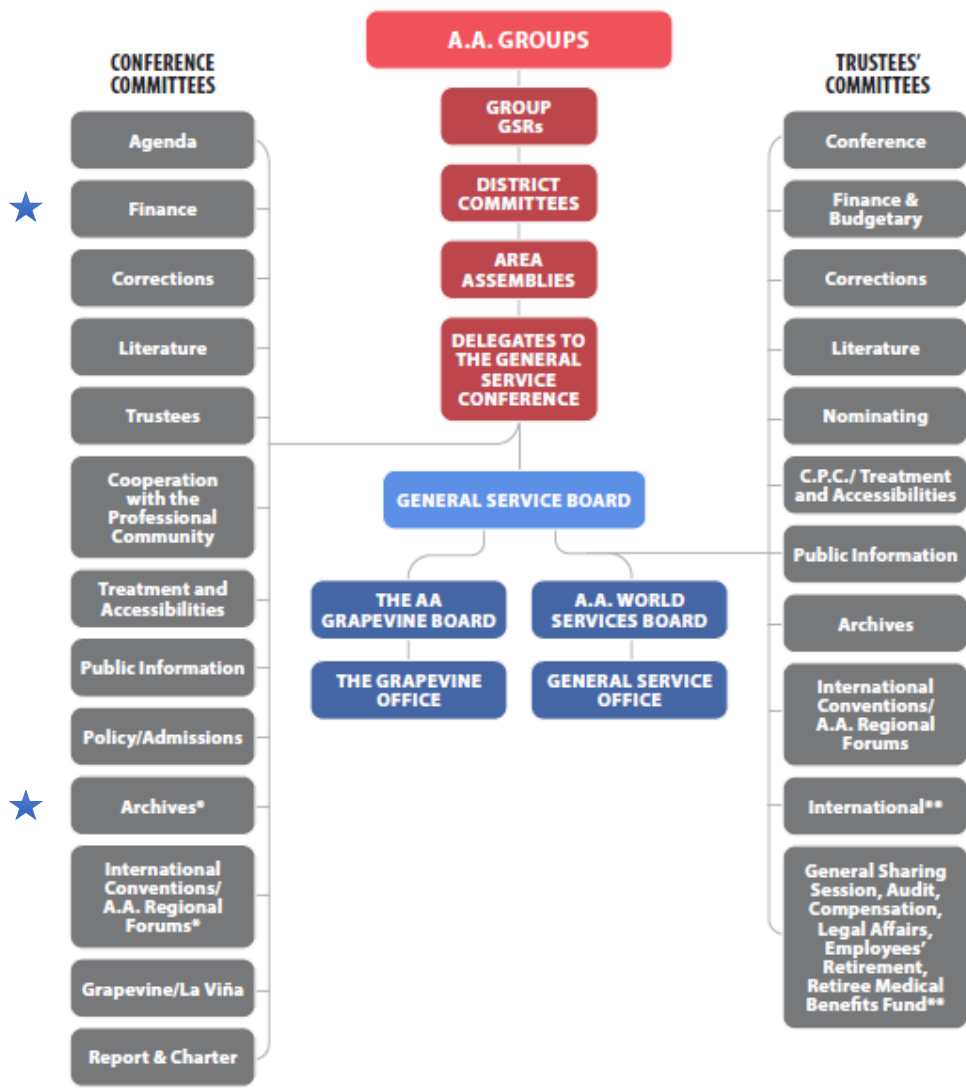 A.A. GROUPS
GROUP
GSRs
DISTRICT
COMMITTEES
AREA
ASSEMBLIES
DELEGATES TO
THE GENERAL
SERVICE
CONFERENCE
GENERAL SERVICE BOARD
THE AA
GRAPEVINE BOARD
A.A. WORLD
SERVICES BOARD
THE GRAPEVINE
OFFICE
GENERAL SERVICE
OFFICE
CONFERENCE
COMMITTEES
Agenda
Finance
Corrections
Literature
Trustees
Cooperation
with the
Professional
Community
Treatment and
Accessibilities
Public Information
Policy/Admissions
Archives*
International
Conventions/
A.A. Regional
Forums*
Grapevine/La Viña
Report & Charter
TRUSTEES'
COMMITTEES
Conference
Finance &
Budgetary
Corrections
Literature
Nominating
C.P.C./ Treatment
and Accessibilities
Public Information
Archives
International
Conventions/
A.A. Regional
Forums
International**
General Sharing
Session, Audit,
Compensation,
Legal Affairs,
Employees'
Retirement,
Retiree Medical
Benefits Fund**